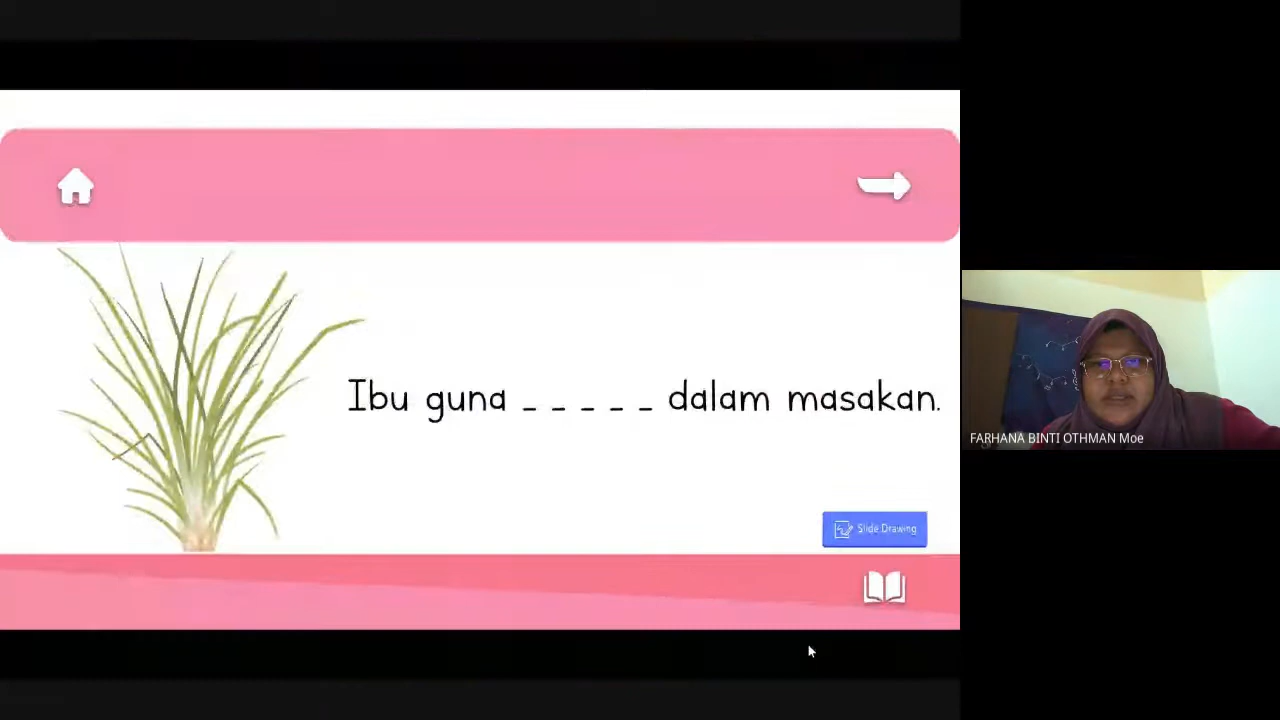 Ibu guna _ _ _ _ _ dalam masakan.
Slide Drawing
FARHANA BINTI OTHMAN Moe